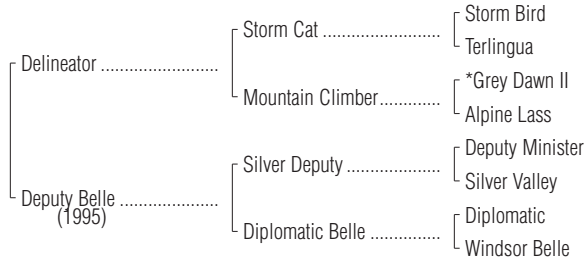 Storm Bird
Storm Cat ........................
Terlingua
Delineator ........................
*Grey Dawn II
Mountain Climber.............
Alpine Lass
Deputy Minister
Silver Deputy ....................
Silver Valley
Deputy Belle ....................
(1995)
Diplomatic
Diplomatic Belle ...............
Windsor Belle